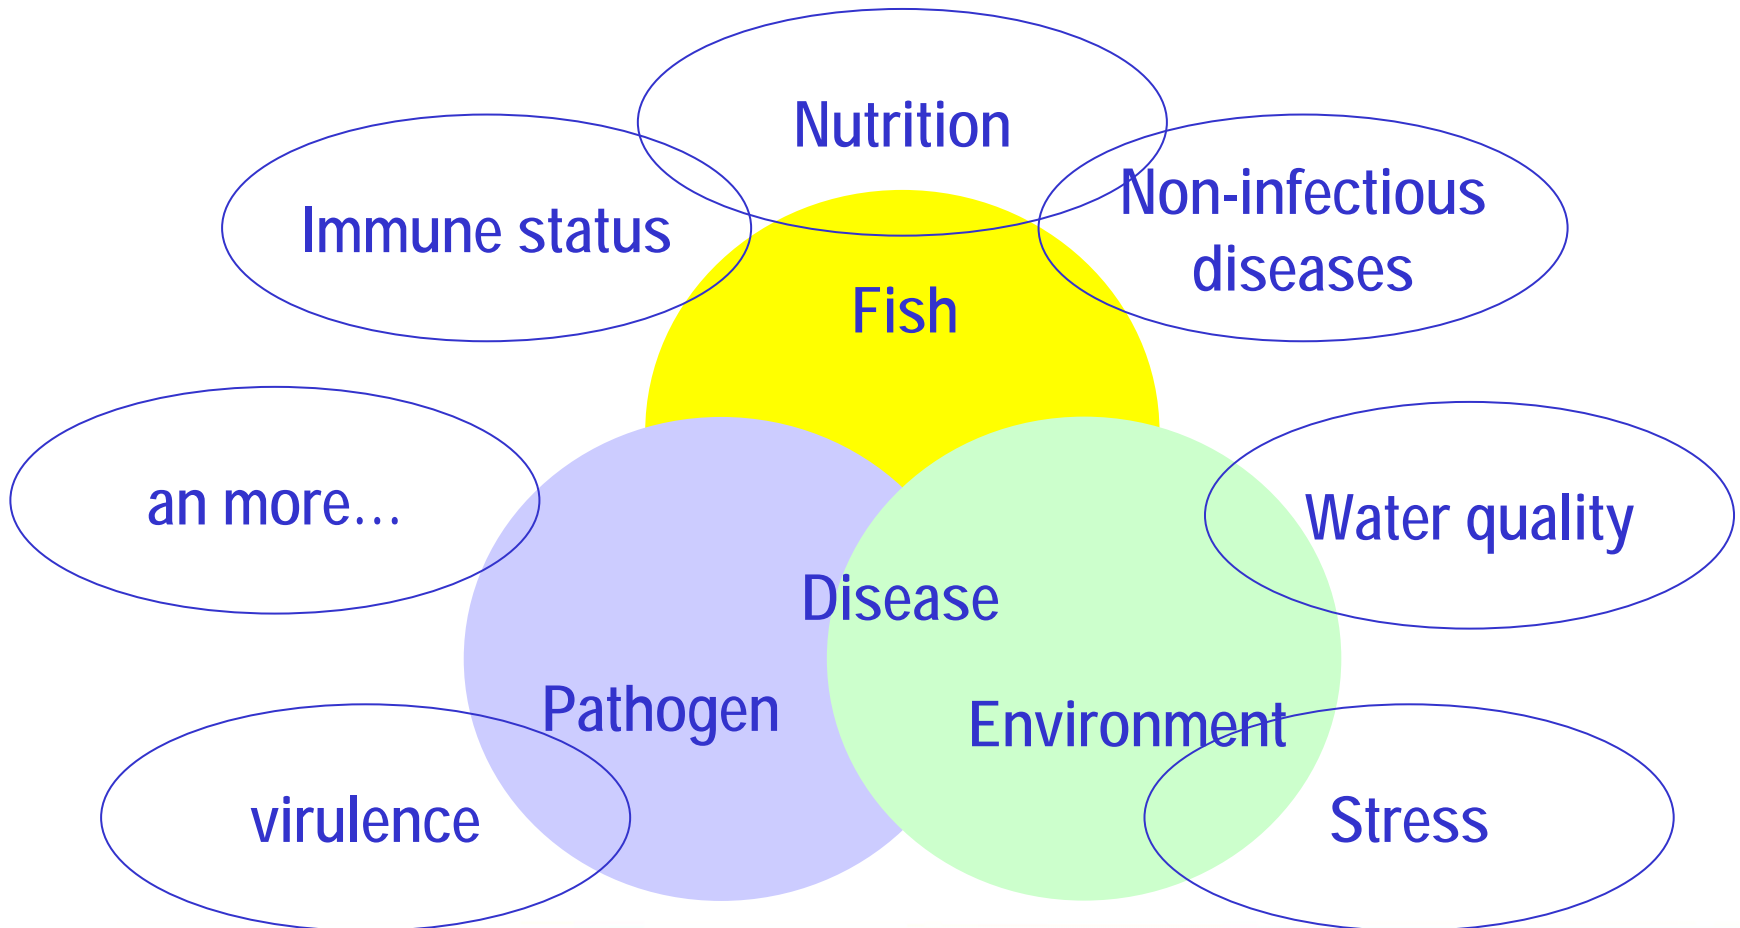 Nutrition
Immune status
Non-infectious
diseases
Fish
an more…
Water quality
Disease
Pathogen
Environment
virulence
Stress